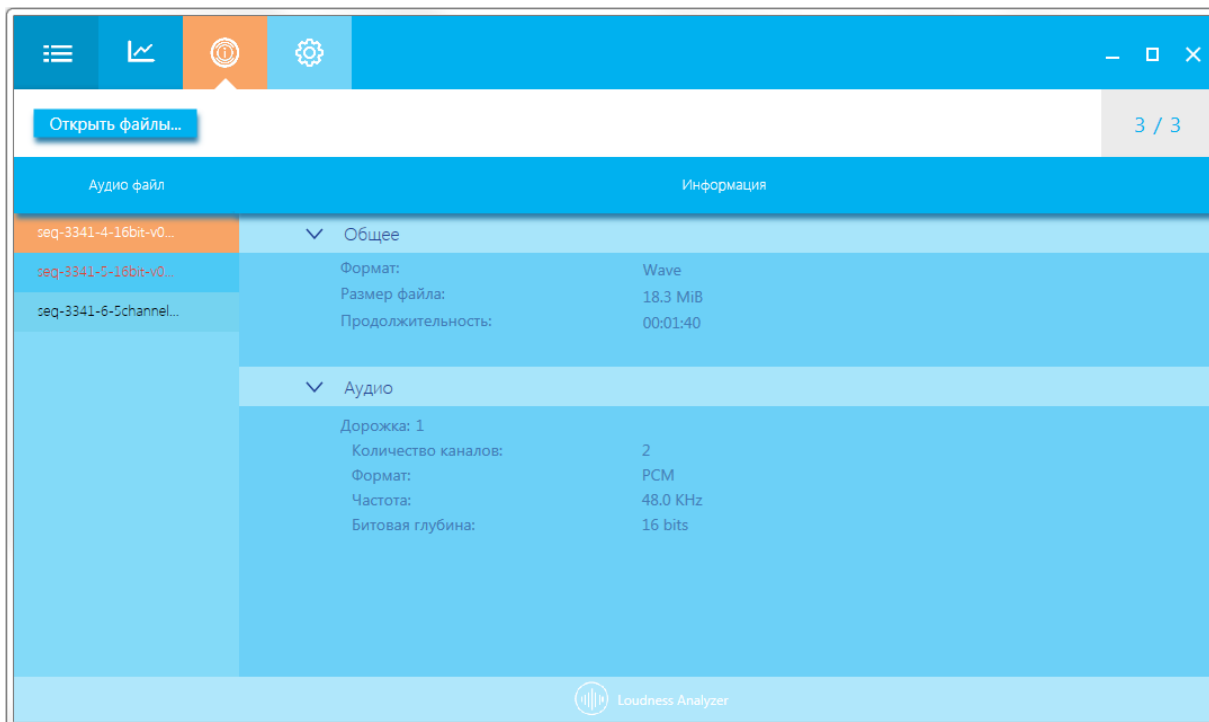 Открыть файлы...
3 / 3
Аудио файл
Информация
seq-3341-4-16bit-v0...
seq-3341-5-16bit-v0...
seq-3341-6-5channel...
Общее
Формат: Wave
Размер файла: 18.3 MiB
Продолжительность: 00:01:40
Аудио
Дорожка: 1
Количество каналов: 2
Формат: PCM
Частота: 48.0 KHz
Битовая глубина: 16 bits
Loudness Analyzer